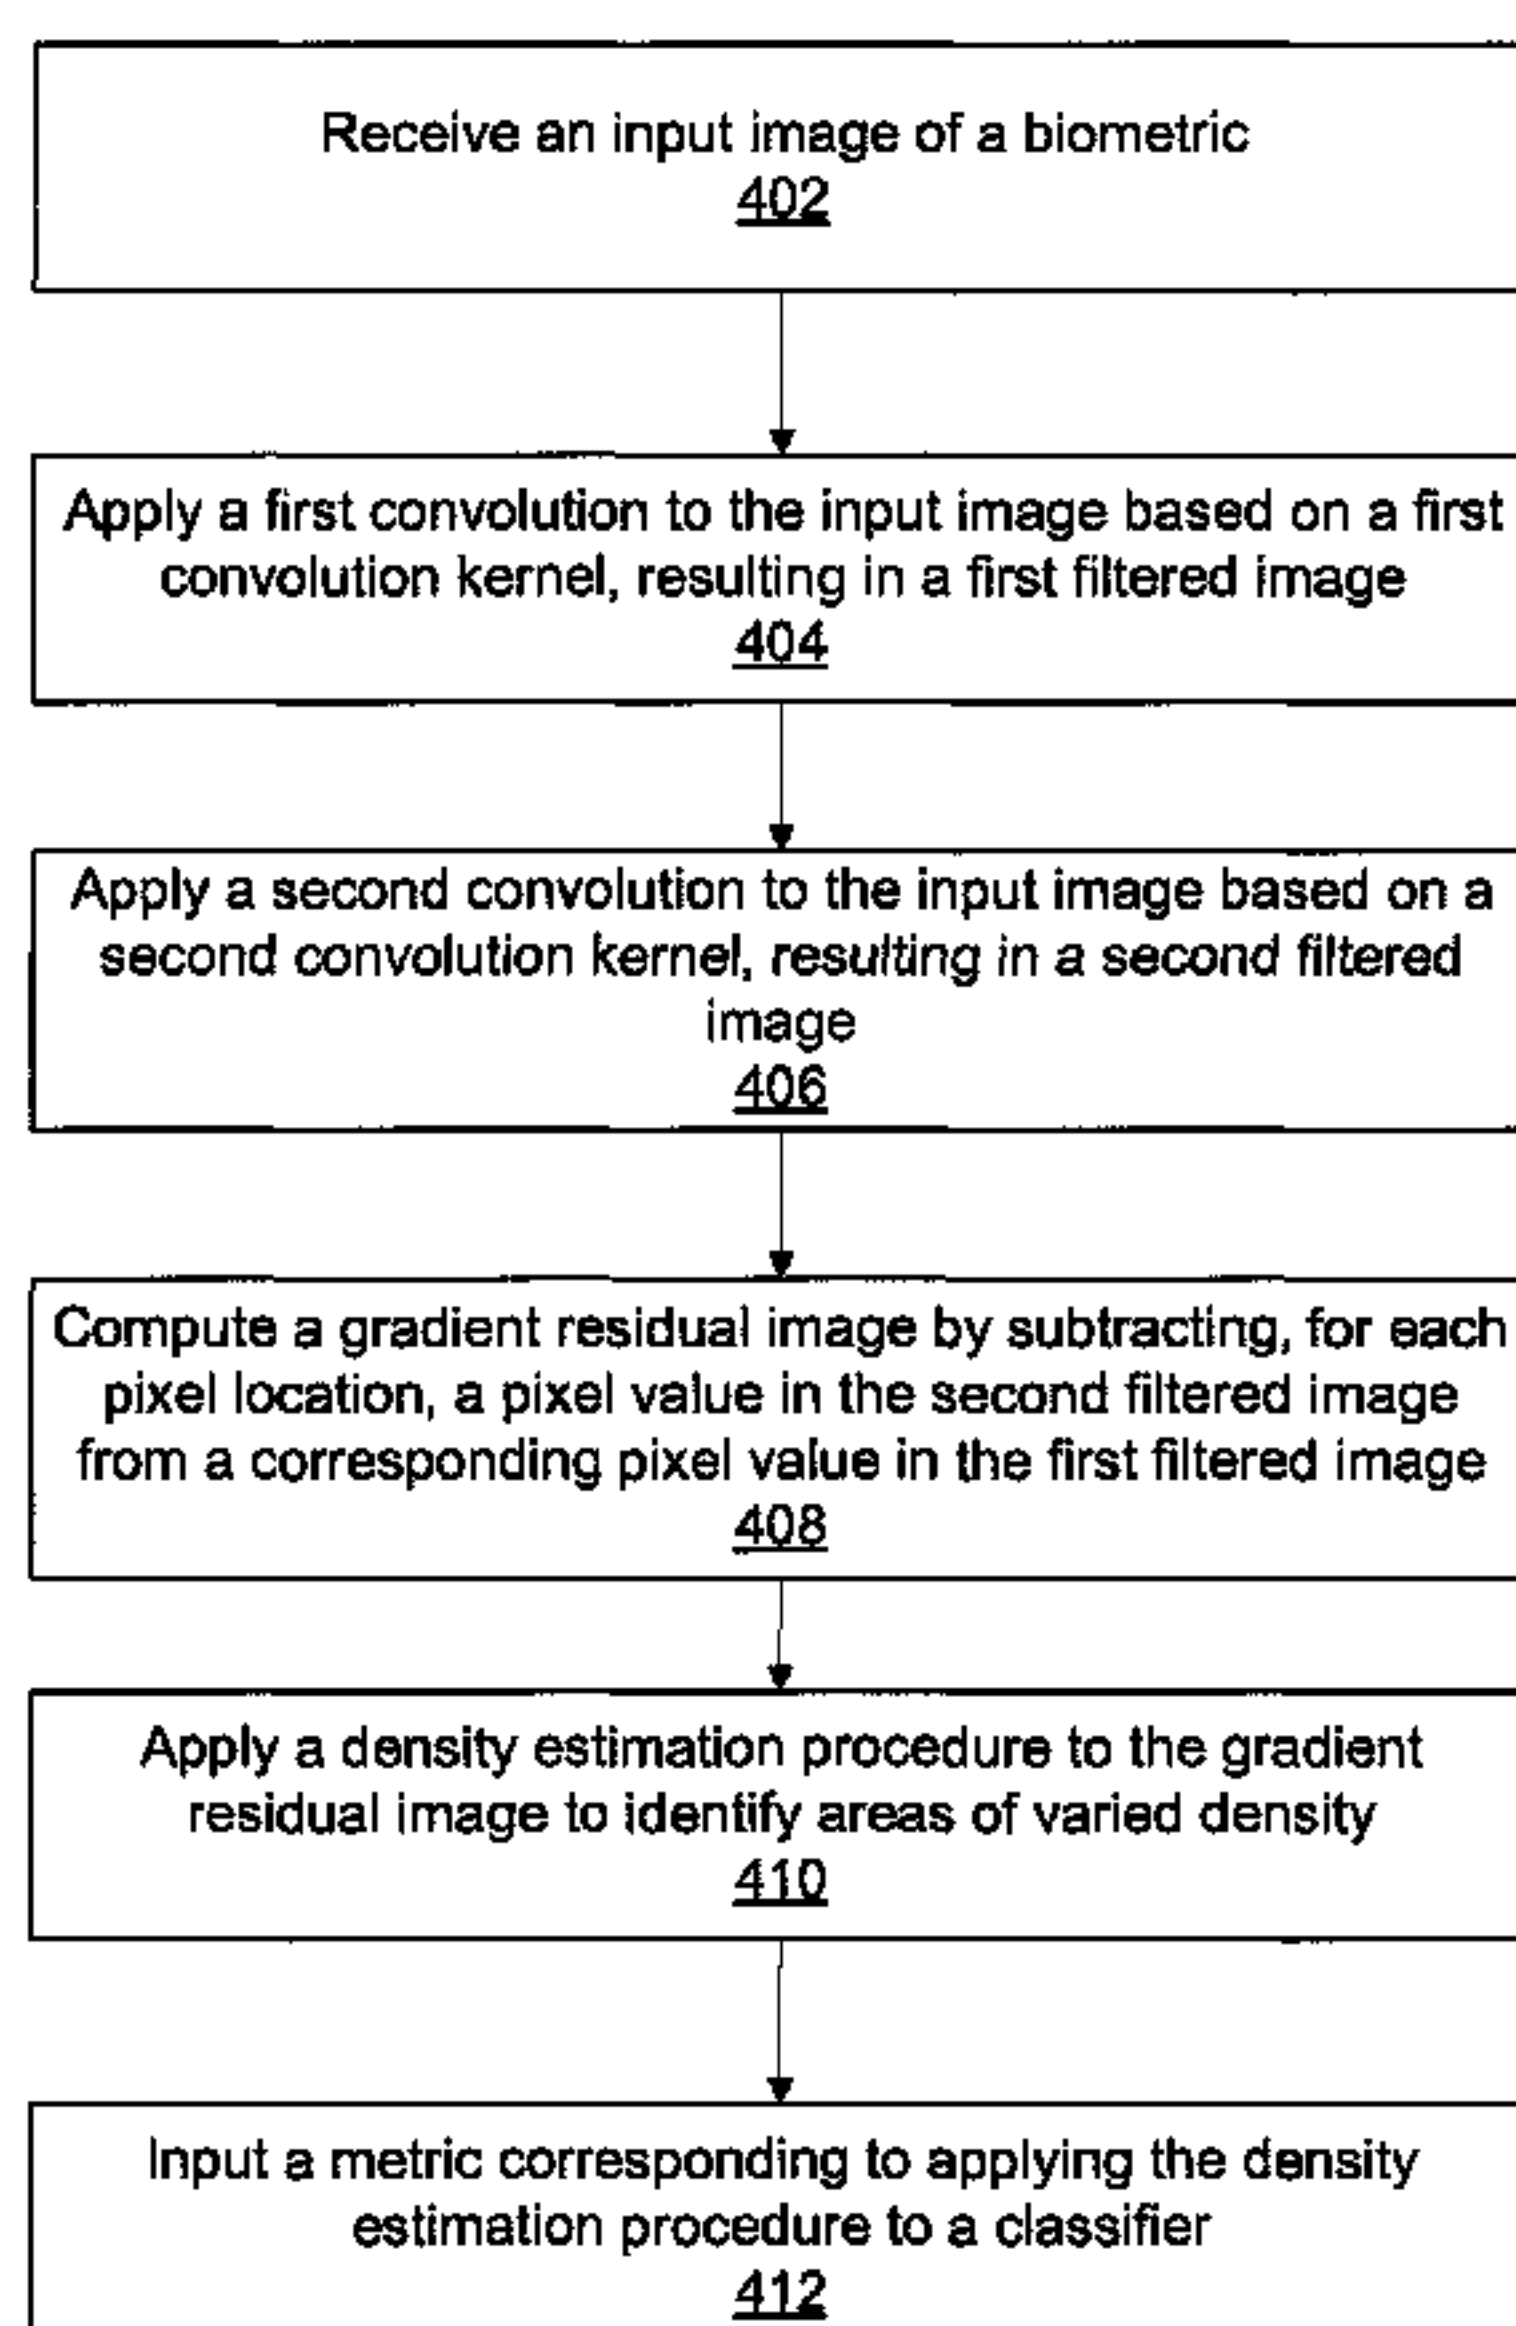 Receive an input image of a biometric
402
Apply a first convolution to the input image based on a first
convolution kernel, resulting in a first filtered image
404
Apply a second convolution to the input image based on a
second convolution kernel, resulting in a second filtered
image
406
Compute a gradient residual image by subtracting, for each
pixel location, a pixel value in the second filtered image
from a corresponding pixel value in the first filtered image
408
Apply a density estimation procedure to the gradient
residual image to identify areas of varied density
410
Input a metric corresponding to applying the density
estimation procedure to a classifier
412